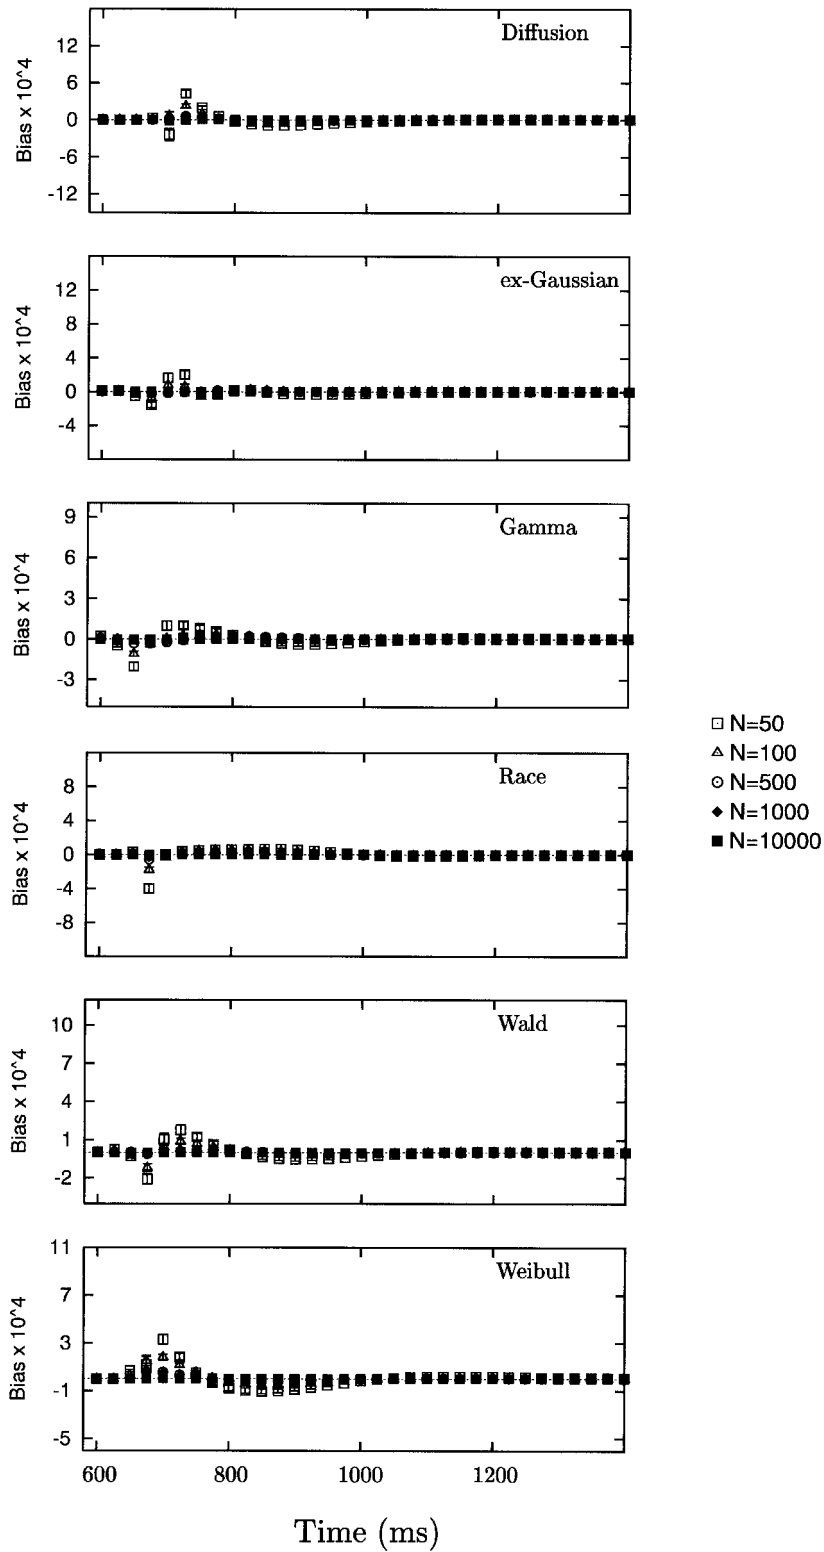 Diffusion
Bias x 10^4
12
6
0
-6
-12
ex-Gaussian
Bias x 10^4
12
8
4
0
-4
Gamma
Bias x 10^4
9
6
3
0
-3
Race
Bias x 10^4
8
4
0
-4
-8
N=50
N=100
N=500
N=1000
N=10000
Wald
Bias x 10^4
10
7
4
1
-2
Weibull
Bias x 10^4
11
7
3
-1
-5
600 800 1000 1200
Time (ms)